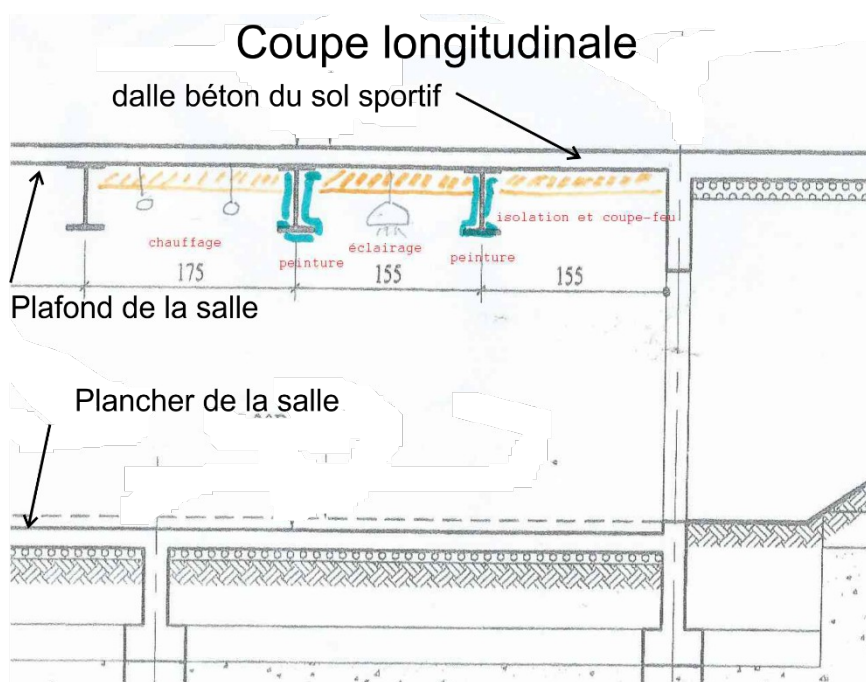 Coupe longitudinale
dalle béton du sol sportif
isolation et coupe-feu
chauffage
éclairage
peinture
peinture
175
155
155
Plafond de la salle
Plancher de la salle